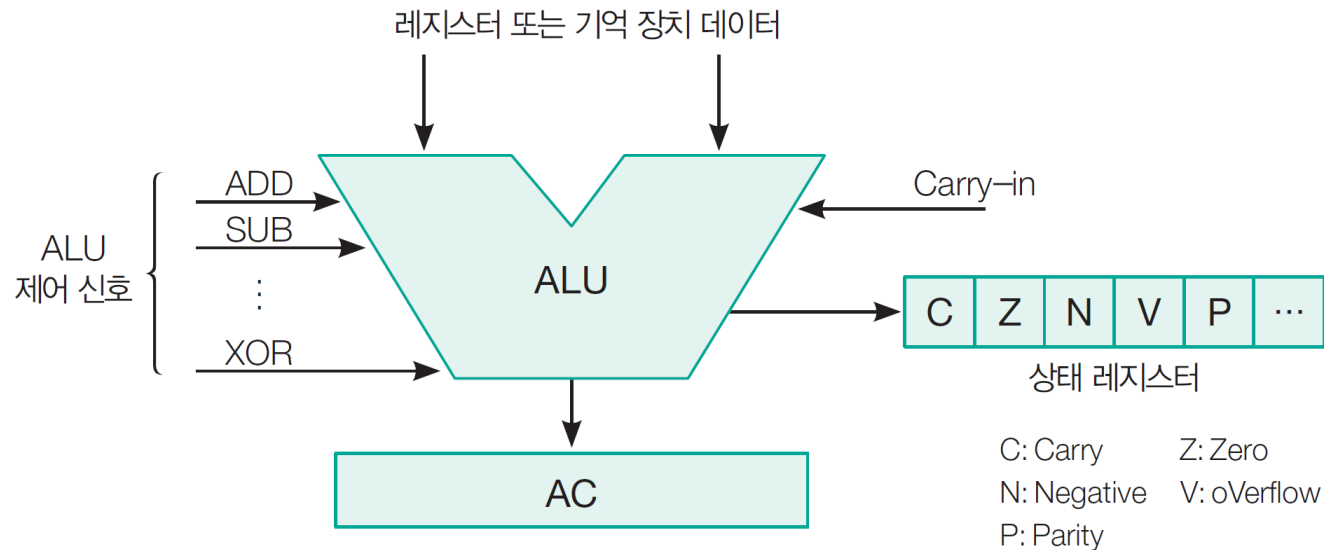 레지스터 또는 기억 장치 데이터
ADD
Carry–in
SUB
ALU
제어 신호
⋮
ALU
C Z N V P ···
XOR
상태 레지스터
AC
C: Carry Z: Zero
N: Negative V: oVerflow
P: Parity